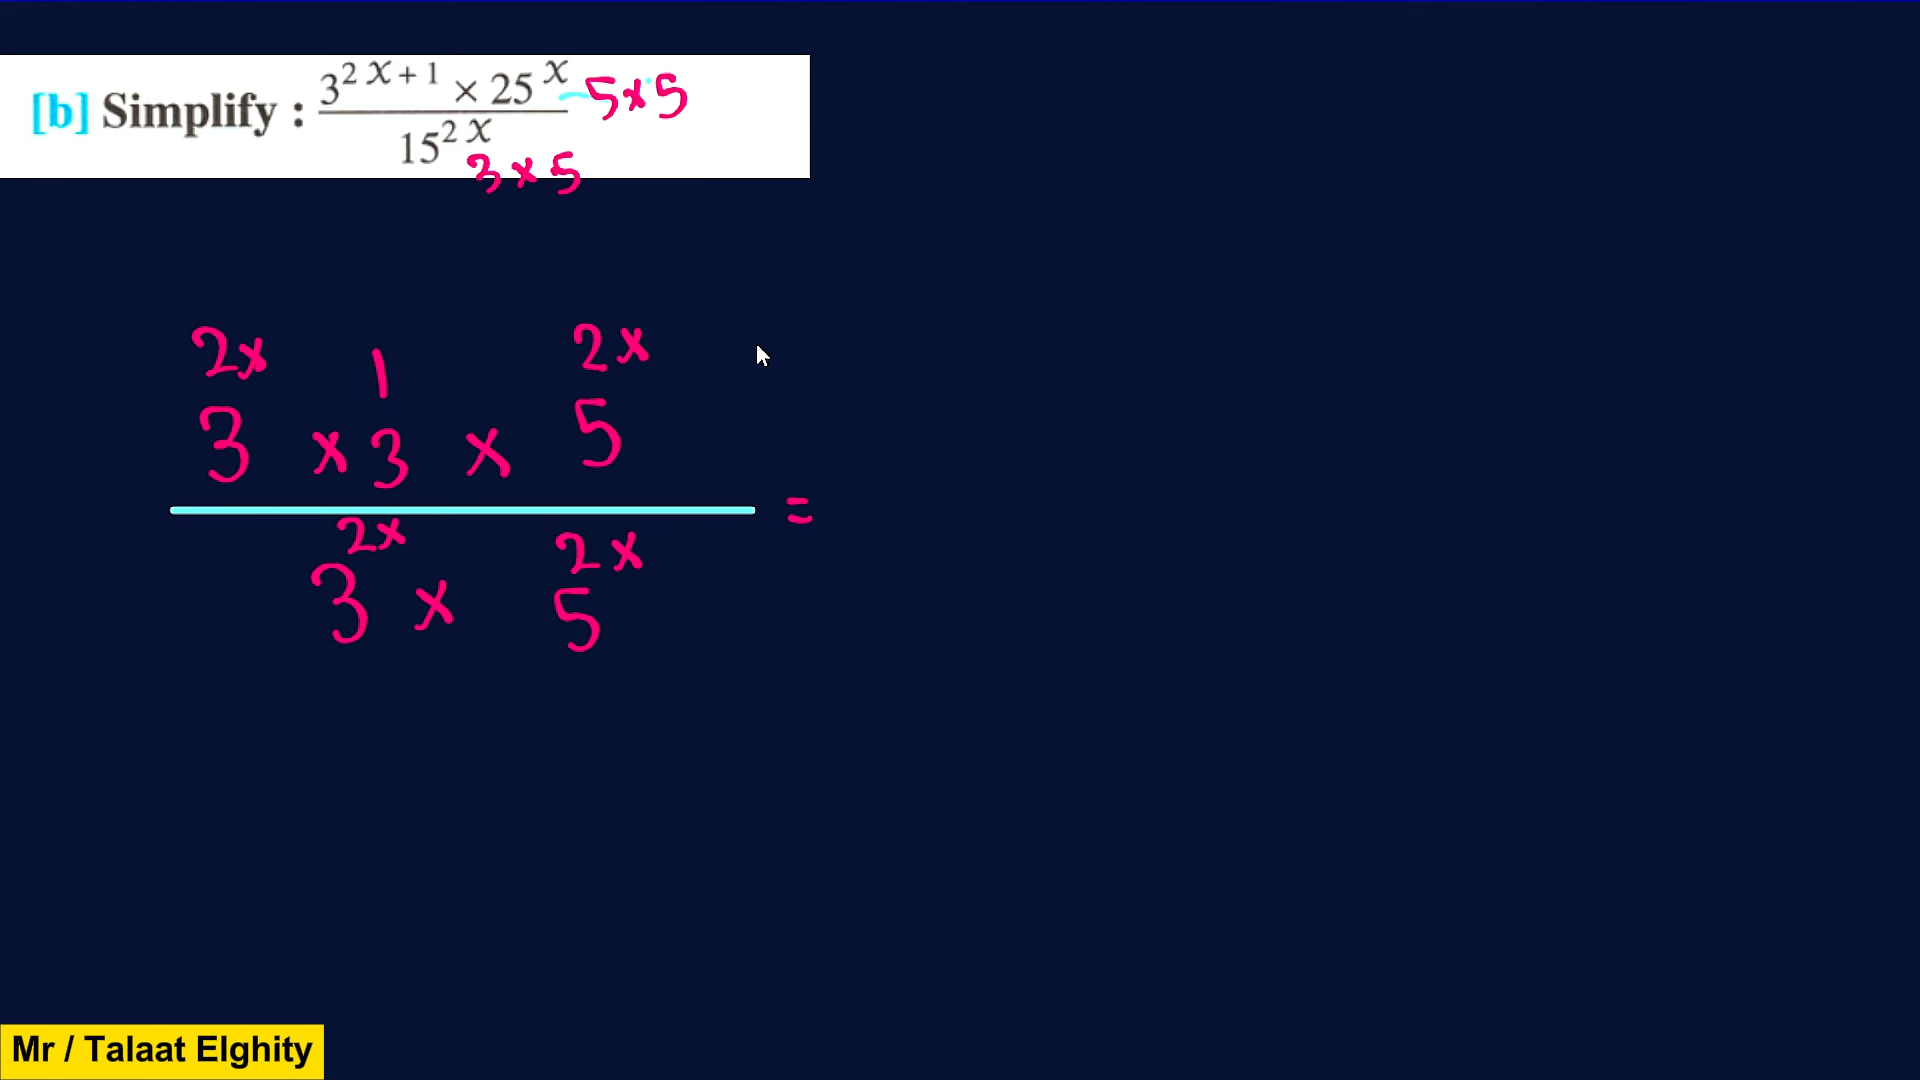 [b] Simplify : 3^{2x+1} × 25^x / 15^{2x}
5×5
3×5
3^{2x} × 3^1 × 5^{2x}
=
3^{2x} × 5^{2x}
Mr / Talaat Elghity